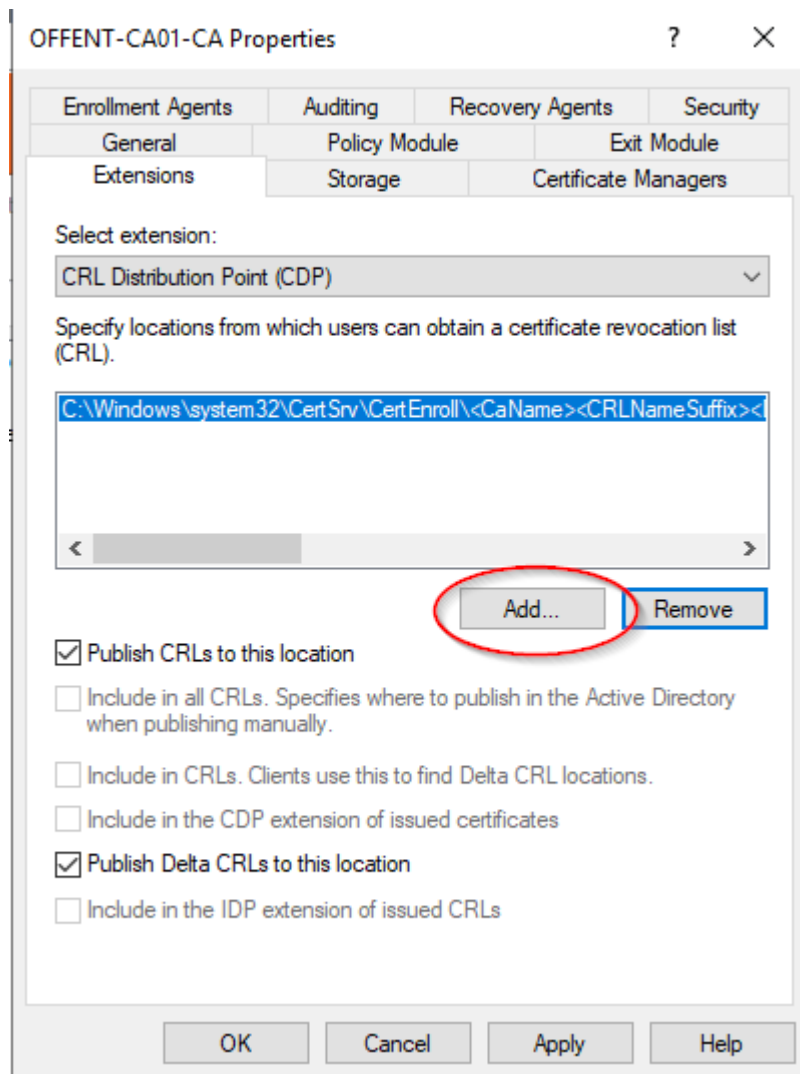 OFFENT-CA01-CA Properties
Enrollment Agents Auditing Recovery Agents Security
General Policy Module Exit Module
Extensions Storage Certificate Managers
Select extension:
CRL Distribution Point (CDP)
Specify locations from which users can obtain a certificate revocation list
(CRL).
C:\Windows\system32\CertSrv\CertEnroll\<CaName><CRLNameSuffix><
Add... Remove
Publish CRLs to this location
Include in all CRLs. Specifies where to publish in the Active Directory
when publishing manually.
Include in CRLs. Clients use this to find Delta CRL locations.
Include in the CDP extension of issued certificates
Publish Delta CRLs to this location
Include in the IDP extension of issued CRLs
OK Cancel Apply Help